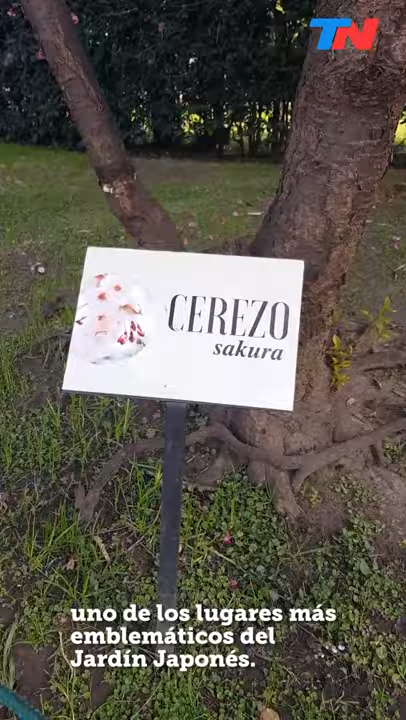 TN
CEREZO
sakura
uno de los lugares más
emblemáticos del
Jardín Japonés.